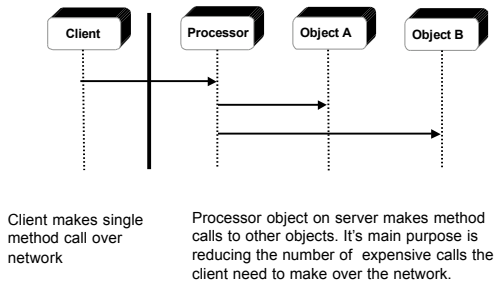 Client
Processor
Object A
Object B
Client makes single
method call over
network
Processor object on server makes method
calls to other objects. It's main purpose is
reducing the number of expensive calls the
client need to make over the network.